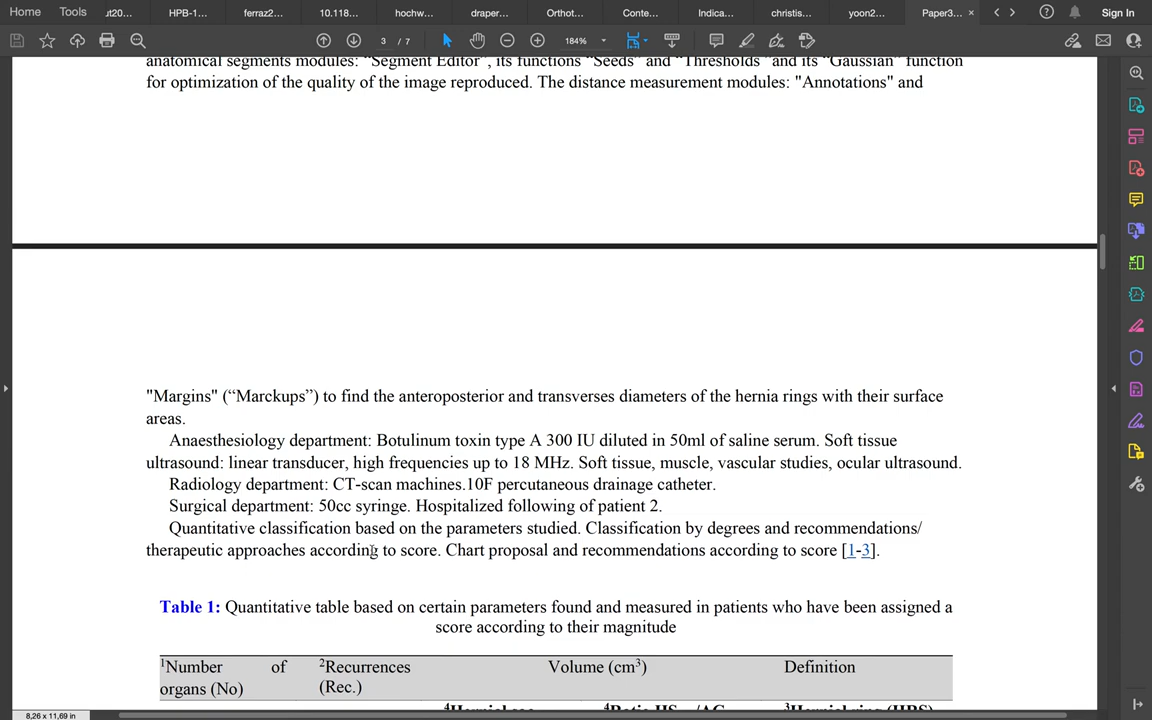 Home Tools ut20... HPB-1... ferraz2... 10.118... hochw... draper... Orthot... Conte... Indica... christis... yoon2... Paper3... × Sign In
3 / 7 184%
anatomical segments modules: "Segment Editor", its functions "Seeds" and "Thresholds "and its "Gaussian" function
for optimization of the quality of the image reproduced. The distance measurement modules: "Annotations" and
"Margins" (“Marckups”) to find the anteroposterior and transverses diameters of the hernia rings with their surface
areas.
Anaesthesiology department: Botulinum toxin type A 300 IU diluted in 50ml of saline serum. Soft tissue
ultrasound: linear transducer, high frequencies up to 18 MHz. Soft tissue, muscle, vascular studies, ocular ultrasound.
Radiology department: CT-scan machines.10F percutaneous drainage catheter.
Surgical department: 50cc syringe. Hospitalized following of patient 2.
Quantitative classification based on the parameters studied. Classification by degrees and recommendations/
therapeutic approaches according to score. Chart proposal and recommendations according to score [1-3].
Table 1: Quantitative table based on certain parameters found and measured in patients who have been assigned a
score according to their magnitude
¹Number of organs (No)
²Recurrences (Rec.)
Volume (cm³)
Definition
⁴Hernial sac
⁴Ratio HS /AC
³Hernial ring (HRS)
8,26 x 11,69 in